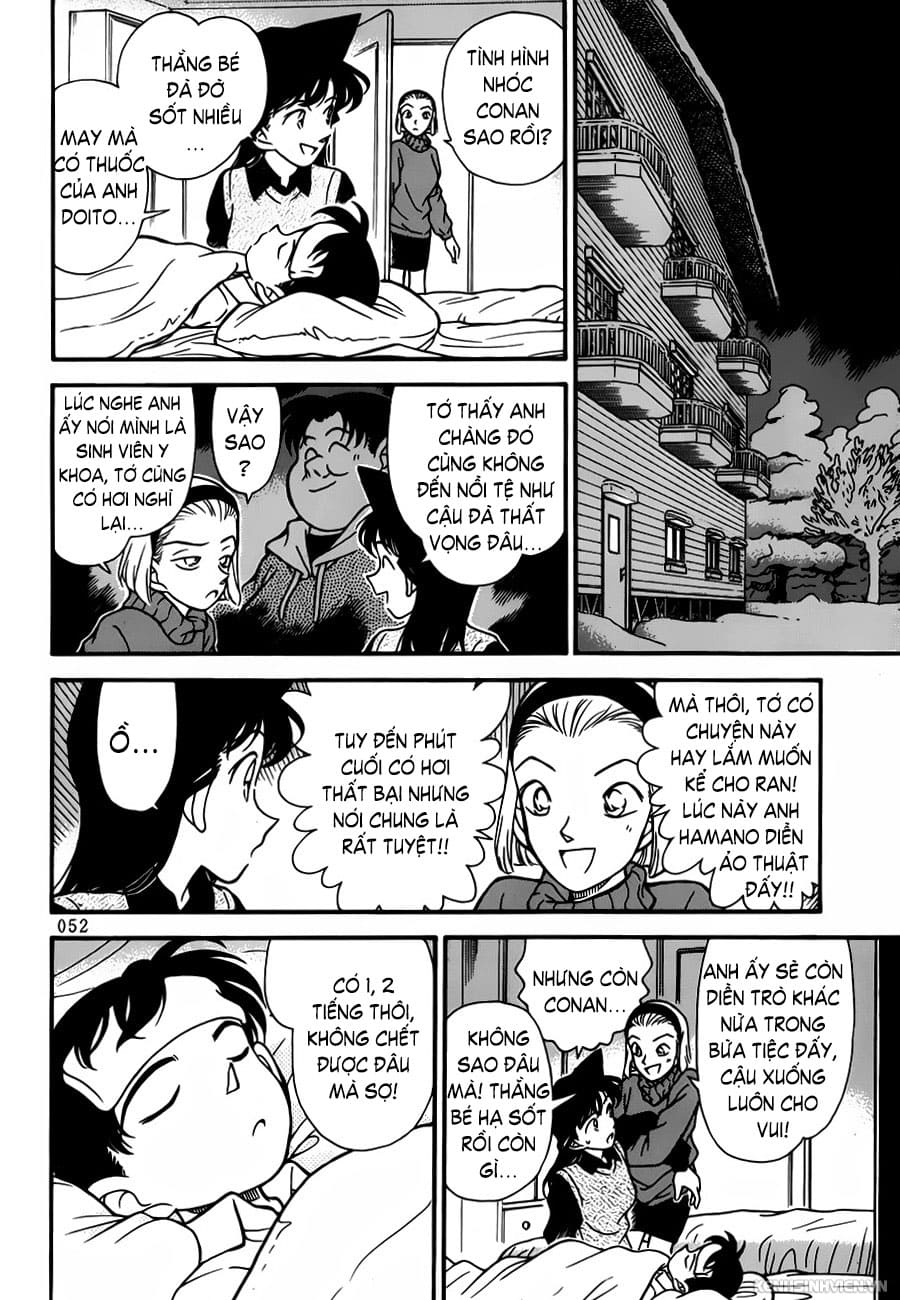 TÌNH HÌNH
NHÓC
CONAN
SAO RỒI?
THẰNG BÉ
ĐÃ ĐỠ
SỐT NHIỀU
...
MAY MÀ
CÓ THUỐC
CỦA ANH
DOITO...
TỚ THẤY ANH
CHÀNG ĐÓ
CŨNG KHÔNG
ĐẾN NỖI TỆ NHƯ
CẬU ĐÃ THẤT
VỌNG ĐÂU...
VẬY
SAO
?
LÚC NGHE ANH
ẤY NÓI MÌNH LÀ
SINH VIÊN Y
KHOA, TỚ CŨNG
CÓ HƠI NGHĨ
LẠI...
MÀ THÔI, TỚ CÓ
CHUYỆN NÀY
HAY LẮM MUỐN
KỂ CHO RAN!
LÚC NÀY ANH
HAMANO DIỄN
ẢO THUẬT
ĐẤY!!
TUY ĐẾN PHÚT
CUỐI CÓ HƠI
THẤT BẠI NHƯNG
NÓI CHUNG LÀ
RẤT TUYỆT!!
Ồ...
052
ANH ẤY SẼ CÒN
DIỄN TRÒ KHÁC
NỮA TRONG
BỮA TIỆC ĐẤY,
CẬU XUỐNG
LUÔN CHO
VUI!
NHƯNG CÒN
CONAN...
KHÔNG
SAO ĐÂU
MÀ! THẰNG
BÉ HẠ SỐT
RỒI CÒN
GÌ...
CÓ 1, 2
TIẾNG THÔI,
KHÔNG CHẾT
ĐƯỢC ĐÂU
MÀ SỢ!
KENHSINHVIEN.VN